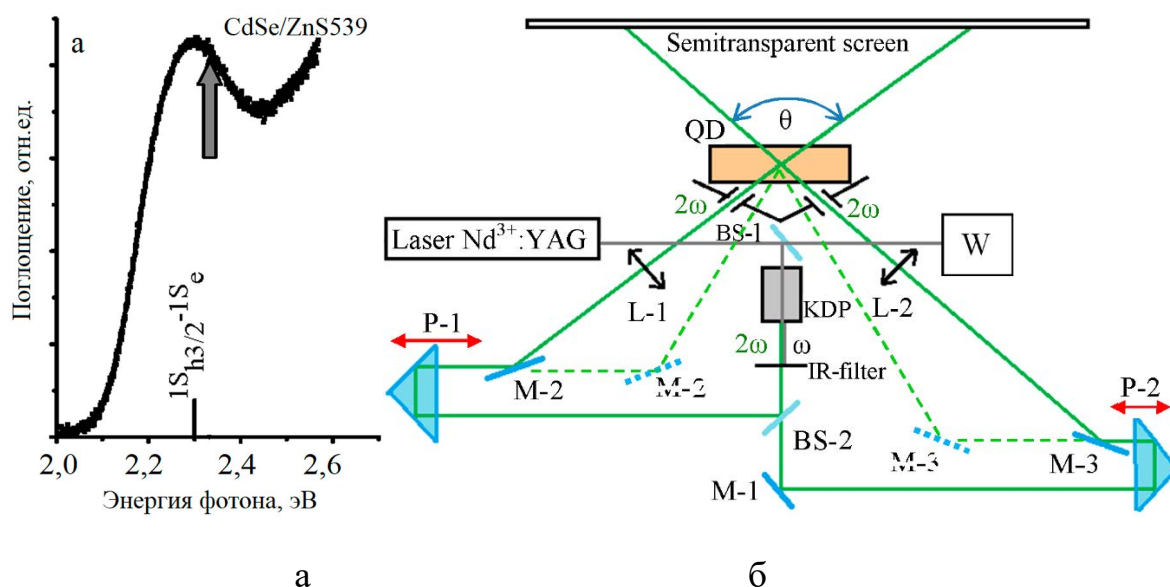 а
CdSe/ZnS539
Поглощение, отн.ед.
1S_h3/2-1S_e
2,0 2,2 2,4 2,6
Энергия фотона, эВ
а
Semitransparent screen
θ
QD
2ω 2ω
BS-1
Laser Nd³⁺:YAG
W
L-1
KDP
L-2
P-1
2ω ω
IR-filter
P-2
M-2 M-2
BS-2
M-3 M-3
M-1
б